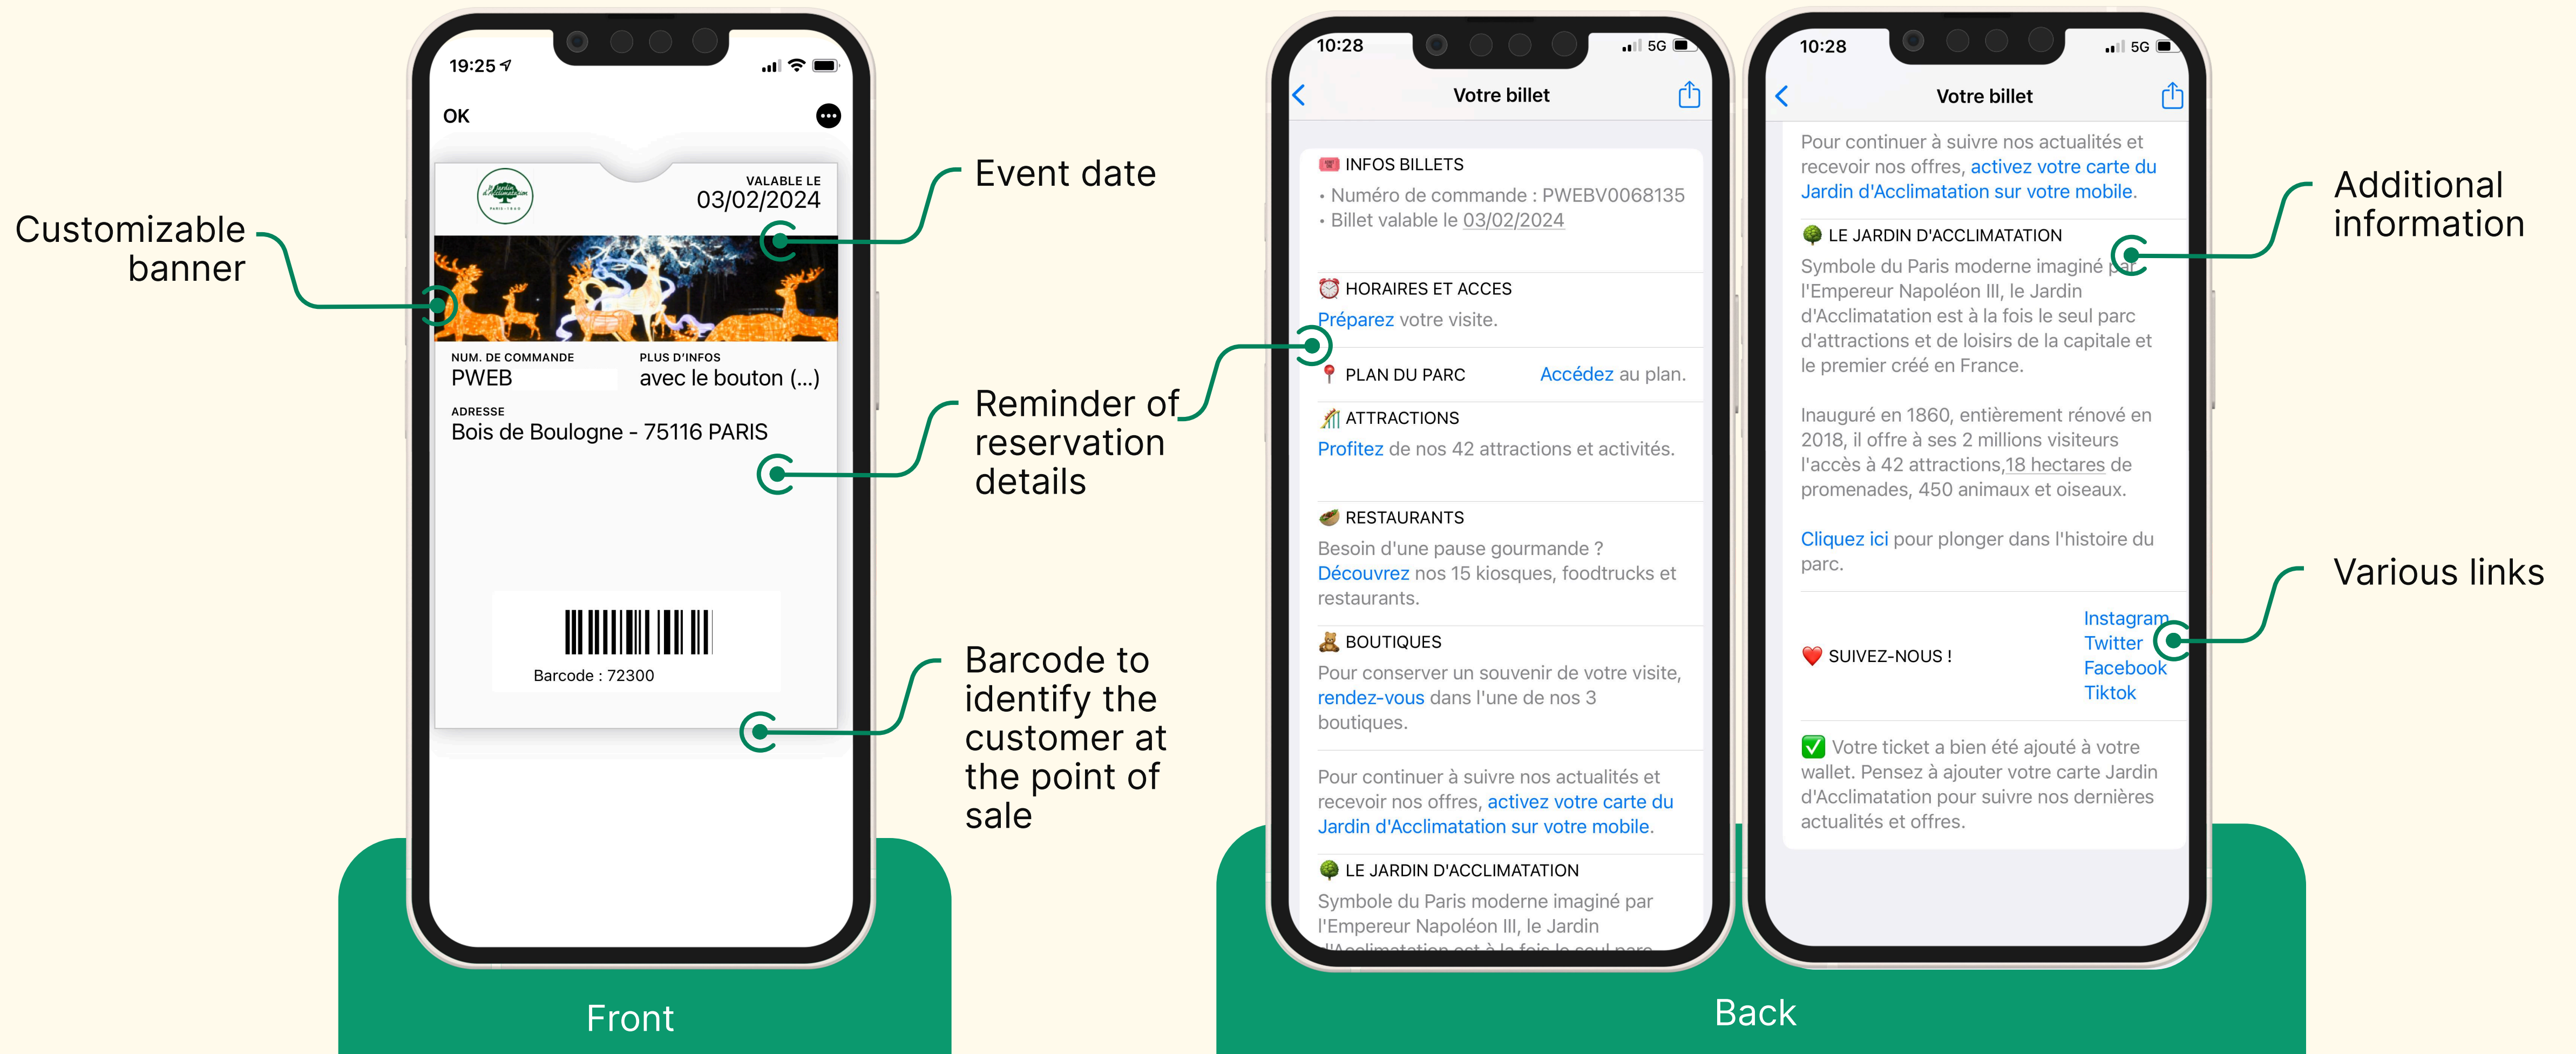 Customizable
banner
19:25
OK
Jardin
d'Acclimatation
PARIS·1860
VALABLE LE
03/02/2024
NUM. DE COMMANDE
PWEB
PLUS D'INFOS
avec le bouton (...)
ADRESSE
Bois de Boulogne - 75116 PARIS
Barcode : 72300
Front
Event date
Reminder of
reservation
details
Barcode to
identify the
customer at
the point of
sale
10:28
5G
Votre billet
INFOS BILLETS
• Numéro de commande : PWEBV0068135
• Billet valable le 03/02/2024
HORAIRES ET ACCES
Préparez votre visite.
PLAN DU PARC
Accédez au plan.
ATTRACTIONS
Profitez de nos 42 attractions et activités.
RESTAURANTS
Besoin d'une pause gourmande ?
Découvrez nos 15 kiosques, foodtrucks et
restaurants.
BOUTIQUES
Pour conserver un souvenir de votre visite,
rendez-vous dans l'une de nos 3
boutiques.
Pour continuer à suivre nos actualités et
recevoir nos offres, activez votre carte du
Jardin d'Acclimatation sur votre mobile.
LE JARDIN D'ACCLIMATATION
Symbole du Paris moderne imaginé par
l'Empereur Napoléon III, le Jardin
d'Acclimatation est à la fois le seul parc
10:28
5G
Votre billet
Pour continuer à suivre nos actualités et
recevoir nos offres, activez votre carte du
Jardin d'Acclimatation sur votre mobile.
LE JARDIN D'ACCLIMATATION
Symbole du Paris moderne imaginé par
l'Empereur Napoléon III, le Jardin
d'Acclimatation est à la fois le seul parc
d'attractions et de loisirs de la capitale et
le premier créé en France.
Inauguré en 1860, entièrement rénové en
2018, il offre à ses 2 millions visiteurs
l'accès à 42 attractions,18 hectares de
promenades, 450 animaux et oiseaux.
Cliquez ici pour plonger dans l'histoire du
parc.
SUIVEZ-NOUS !
Instagram
Twitter
Facebook
Tiktok
Votre ticket a bien été ajouté à votre
wallet. Pensez à ajouter votre carte Jardin
d'Acclimatation pour suivre nos dernières
actualités et offres.
Back
Additional
information
Various links